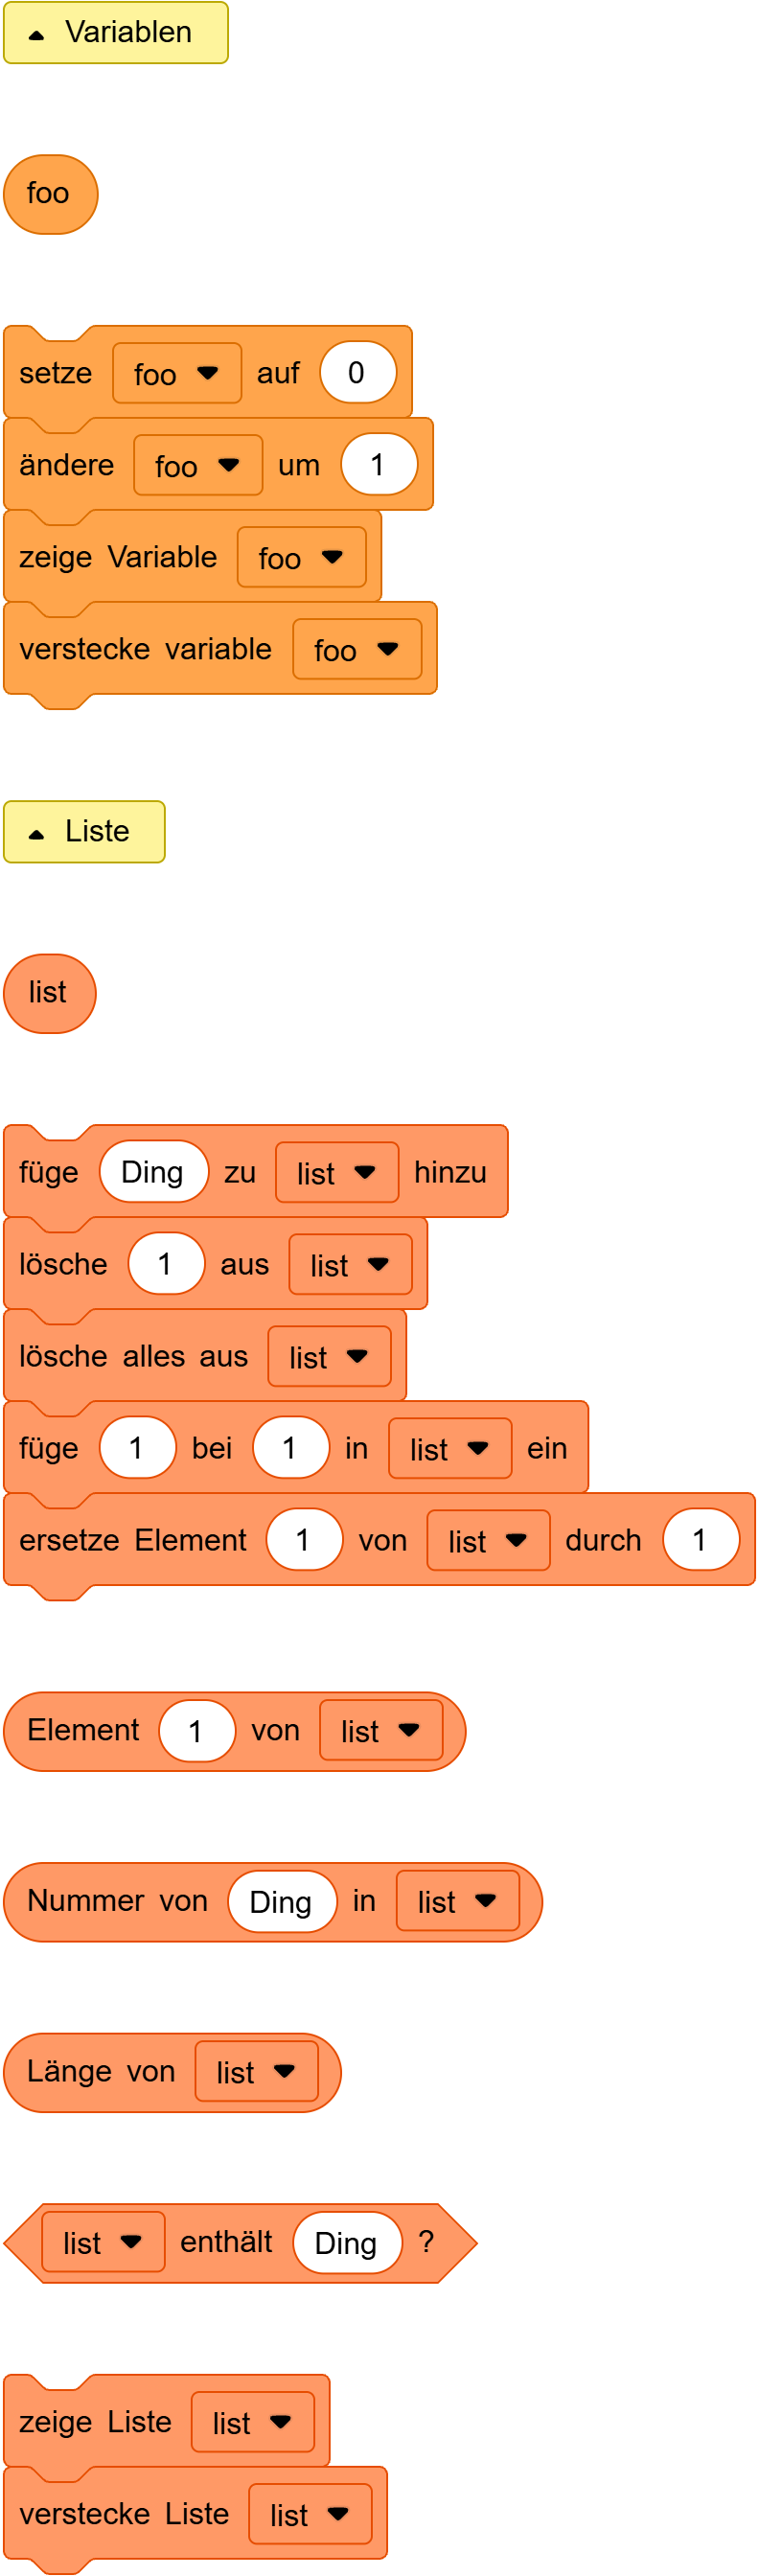 Variablen
foo
setze foo auf 0
ändere foo um 1
zeige Variable foo
verstecke variable foo
Liste
list
füge Ding zu list hinzu
lösche 1 aus list
lösche alles aus list
füge 1 bei 1 in list ein
ersetze Element 1 von list durch 1
Element 1 von list
Nummer von Ding in list
Länge von list
list enthält Ding ?
zeige Liste list
verstecke Liste list